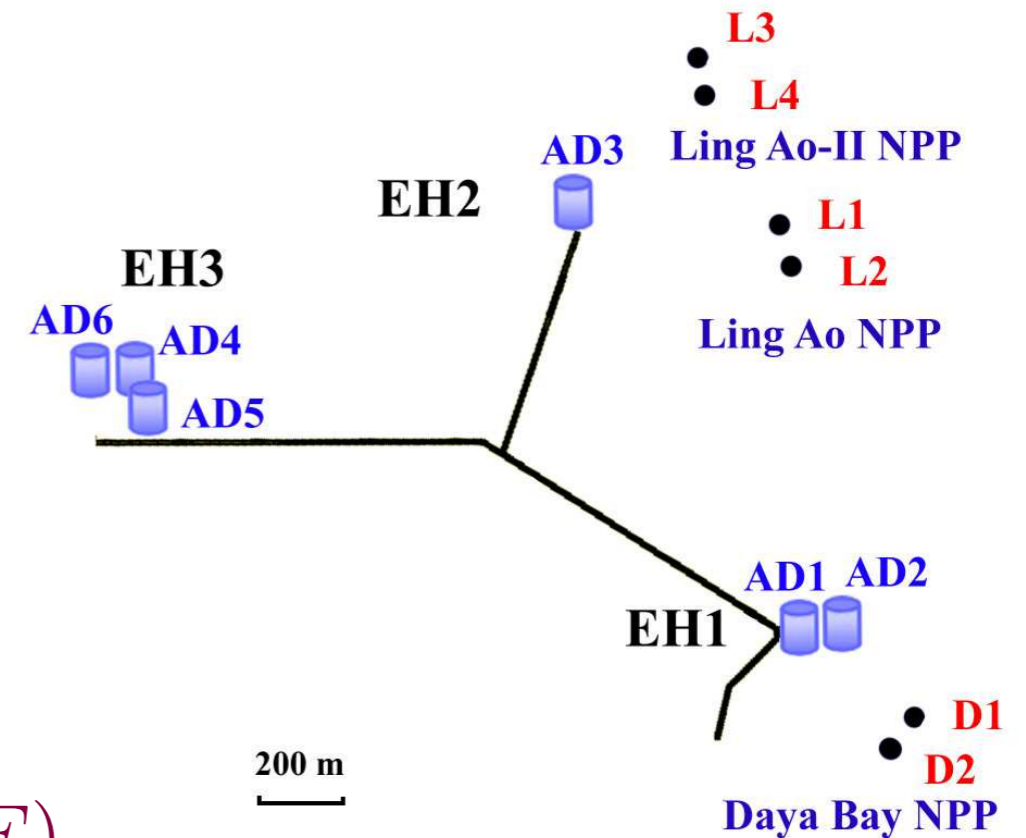 L3
L4
Ling Ao-II NPP
AD3
EH2
L1
L2
EH3
AD6
AD4
Ling Ao NPP
AD5
AD1 AD2
EH1
D1
D2
200 m
Daya Bay NPP
E)